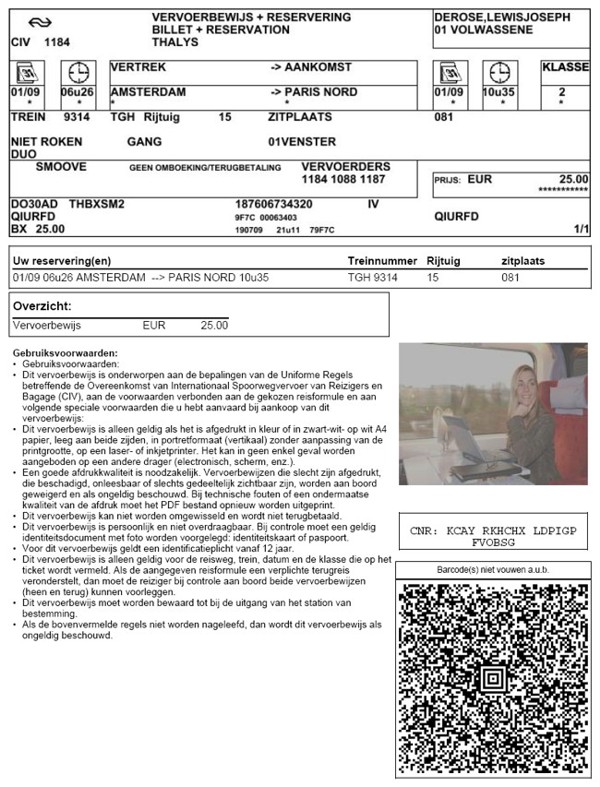 VERVOERBEWIJS + RESERVERING
BILLET + RESERVATION
CIV 1184 THALYS
DEROSE,LEWISJOSEPH
01 VOLWASSENE
VERTREK -> AANKOMST KLASSE
01/09 06u26 AMSTERDAM -> PARIS NORD 01/09 10u35 2
* * * * * * *
TREIN 9314 TGH Rijtuig 15 ZITPLAATS 081
NIET ROKEN GANG 01VENSTER
DUO
SMOOVE GEEN OMBOEKING/TERUGBETALING VERVOERDERS
1184 1088 1187
PRIJS: EUR 25.00
***********
DO30AD THBXSM2 187606734320 IV
QIURFD 9F7C 00063403 QIURFD
BX 25.00 190709 21u11 79F7C 1/1
Uw reservering(en) Treinnummer Rijtuig zitplaats
01/09 06u26 AMSTERDAM --> PARIS NORD 10u35 TGH 9314 15 081
Overzicht:
Vervoerbewijs EUR 25.00
Gebruiksvoorwaarden:
• Gebruiksvoorwaarden:
• Dit vervoerbewijs is onderworpen aan de bepalingen van de Uniforme Regels
betreffende de Overeenkomst van Internationaal Spoorwegvervoer van Reizigers en
Bagage (CIV), aan de voorwaarden verbonden aan de gekozen reisformule en aan
volgende speciale voorwaarden die u hebt aanvaard bij aankoop van dit
vervoerbewijs:
• Dit vervoerbewijs is alleen geldig als het is afgedrukt in kleur of in zwart-wit- op wit A4
papier, leeg aan beide zijden, in portretformaat (vertikaal) zonder aanpassing van de
printgrootte, op een laser- of inkjetprinter. Het kan in geen enkel geval worden
aangeboden op een andere drager (electronisch, scherm, enz.).
• Een goede afdrukkwaliteit is noodzakelijk. Vervoerbewijzen die slecht zijn afgedrukt,
die beschadigd, onleesbaar of slechts gedeeltelijk zichtbaar zijn, worden aan boord
geweigerd en als ongeldig beschouwd. Bij technische fouten of een ondermaatse
kwaliteit van de afdruk moet het PDF bestand opnieuw worden uitgeprint.
• Dit vervoerbewijs kan niet worden omgewisseld en wordt niet terugbetaald.
• Dit vervoerbewijs is persoonlijk en niet overdraagbaar. Bij controle moet een geldig
identiteitsdocument met foto worden voorgelegd: identiteitskaart of paspoort.
• Voor dit vervoerbewijs geldt een identificatieplicht vanaf 12 jaar.
• Dit vervoerbewijs is alleen geldig voor de reisweg, trein, datum en de klasse die op het
ticket wordt vermeld. Als de aangegeven reisformule een verplichte terugreis
veronderstelt, dan moet de reiziger bij controle aan boord beide vervoerbewijzen
(heen en terug) kunnen voorleggen.
• Dit vervoerbewijs moet worden bewaard tot bij de uitgang van het station van
bestemming.
• Als de bovenvermelde regels niet worden nageleefd, dan wordt dit vervoerbewijs als
ongeldig beschouwd.
CNR: KCAY RKHCHX LDPIGP
FVOBSG
Barcode(s) niet vouwen a.u.b.